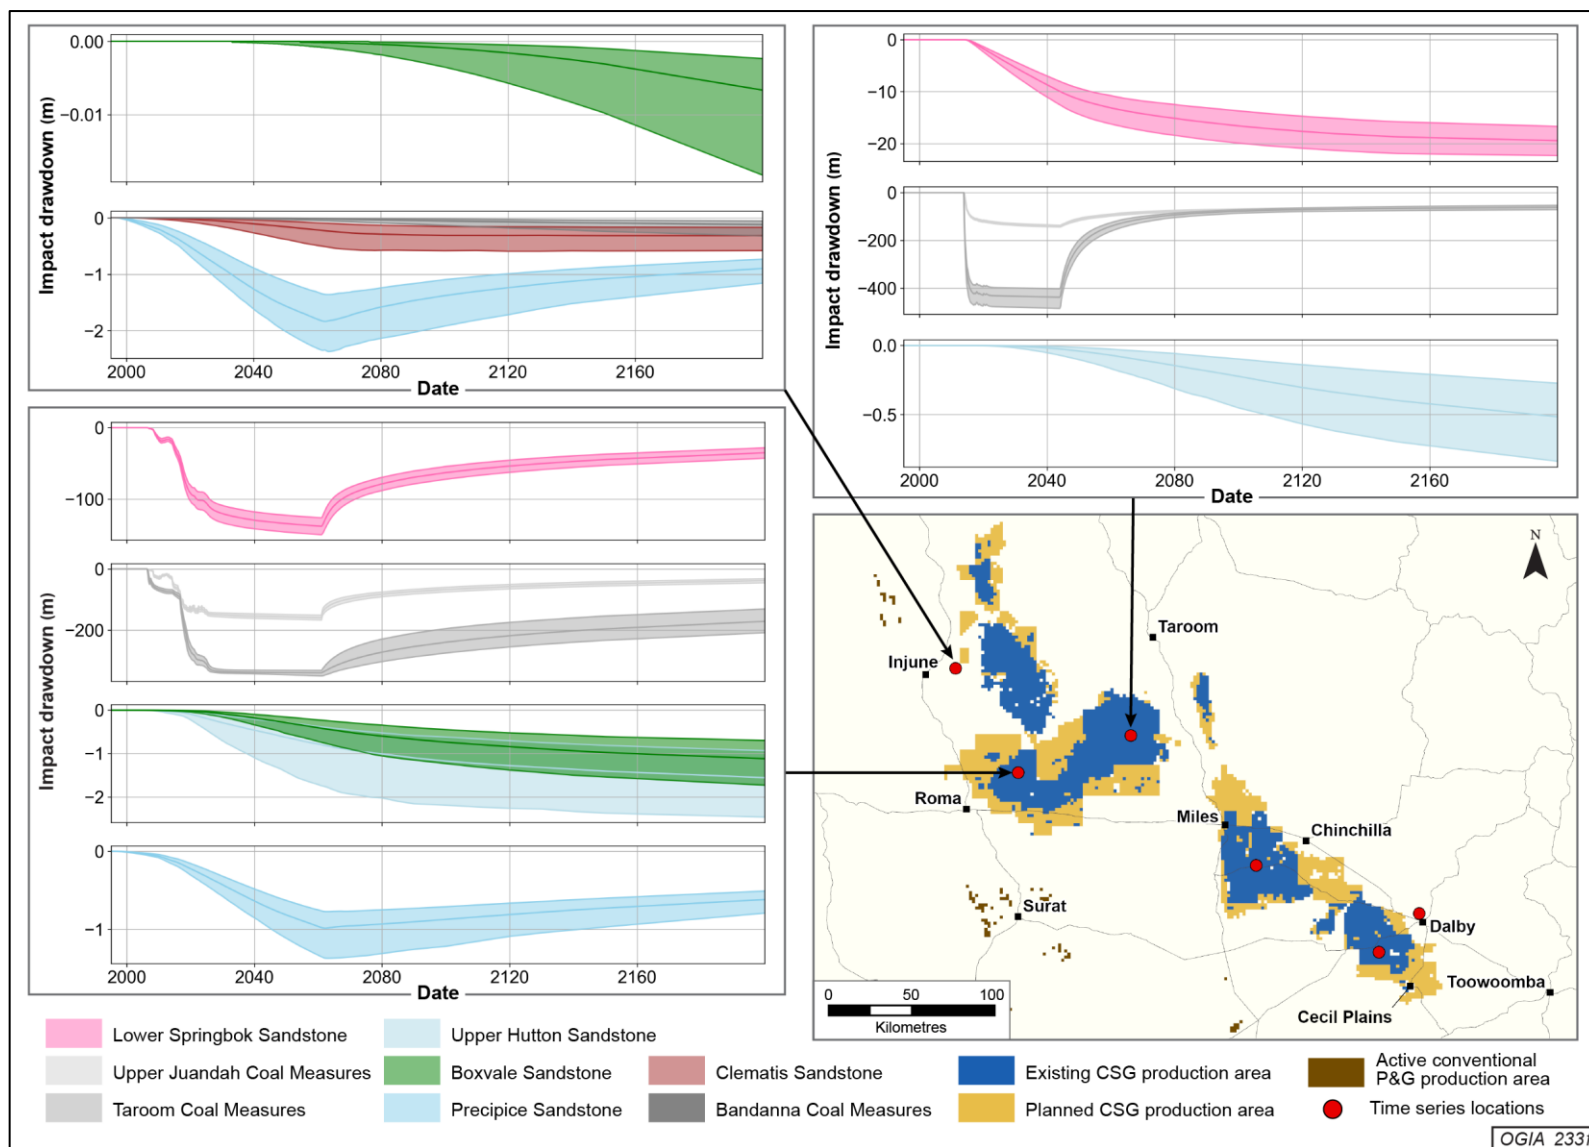 0.00
−0.01
Impact drawdown (m)
0
−1
−2
2000
2040
2080
2120
2160
Date
0
−10
−20
0
−200
−400
Impact drawdown (m)
0.0
−0.5
2000
2040
2080
2120
2160
Date
0
−100
0
−200
Impact drawdown (m)
0
−1
−2
0
−1
2000
2040
2080
2120
2160
Date
N
Taroom
Injune
Roma
Miles
Chinchilla
Surat
Dalby
Toowoomba
Cecil Plains
0
50
100
Kilometres
Lower Springbok Sandstone
Upper Hutton Sandstone
Upper Juandah Coal Measures
Boxvale Sandstone
Clematis Sandstone
Existing CSG production area
Active conventional
P&G production area
Taroom Coal Measures
Precipice Sandstone
Bandanna Coal Measures
Planned CSG production area
Time series locations
OGIA_2331